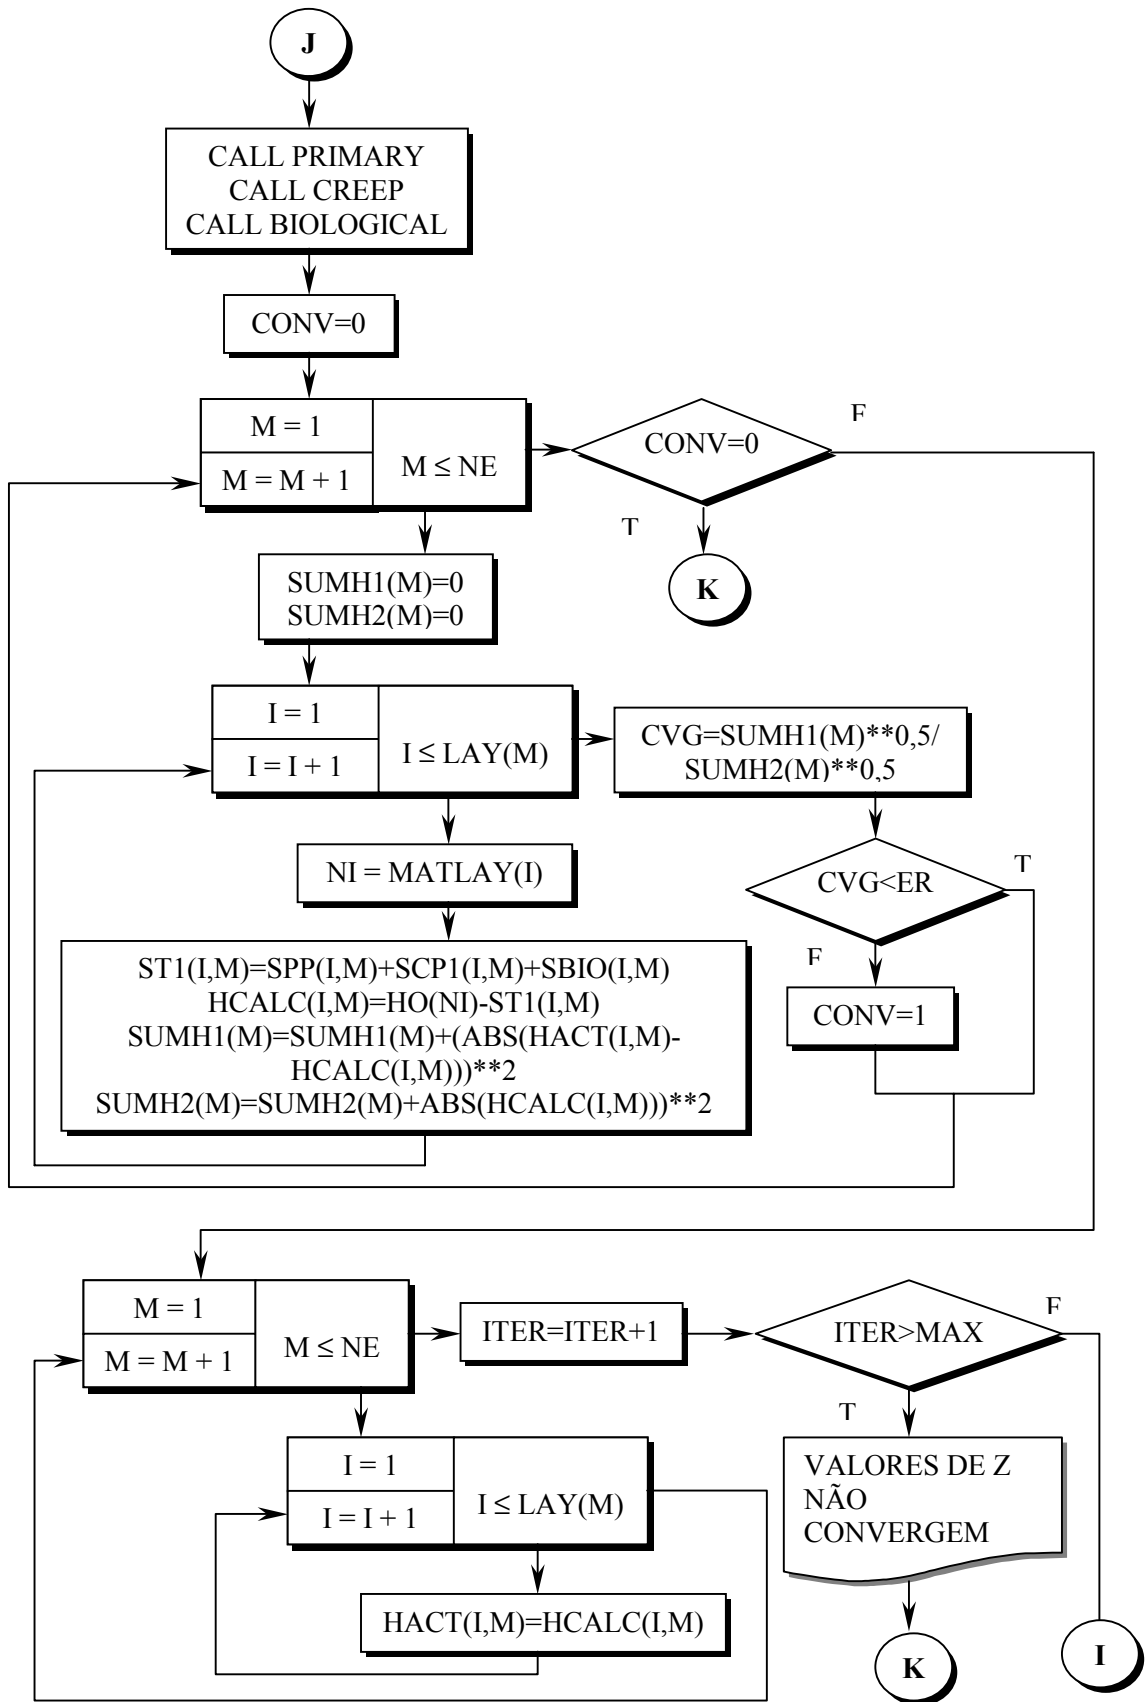 J
CALL PRIMARY
CALL CREEP
CALL BIOLOGICAL
CONV=0
M = 1
M = M + 1
M ≤ NE
CONV=0
F
T
K
SUMH1(M)=0
SUMH2(M)=0
I = 1
I = I + 1
I ≤ LAY(M)
CVG=SUMH1(M)**0,5/
SUMH2(M)**0,5
NI = MATLAY(I)
CVG<ER
T
F
CONV=1
ST1(I,M)=SPP(I,M)+SCP1(I,M)+SBIO(I,M)
HCALC(I,M)=HO(NI)-ST1(I,M)
SUMH1(M)=SUMH1(M)+(ABS(HACT(I,M)-
HCALC(I,M)))**2
SUMH2(M)=SUMH2(M)+ABS(HCALC(I,M)))**2
M = 1
M = M + 1
M ≤ NE
ITER=ITER+1
ITER>MAX
F
T
I = 1
I = I + 1
I ≤ LAY(M)
VALORES DE Z
NÃO
CONVERGEM
HACT(I,M)=HCALC(I,M)
K
I